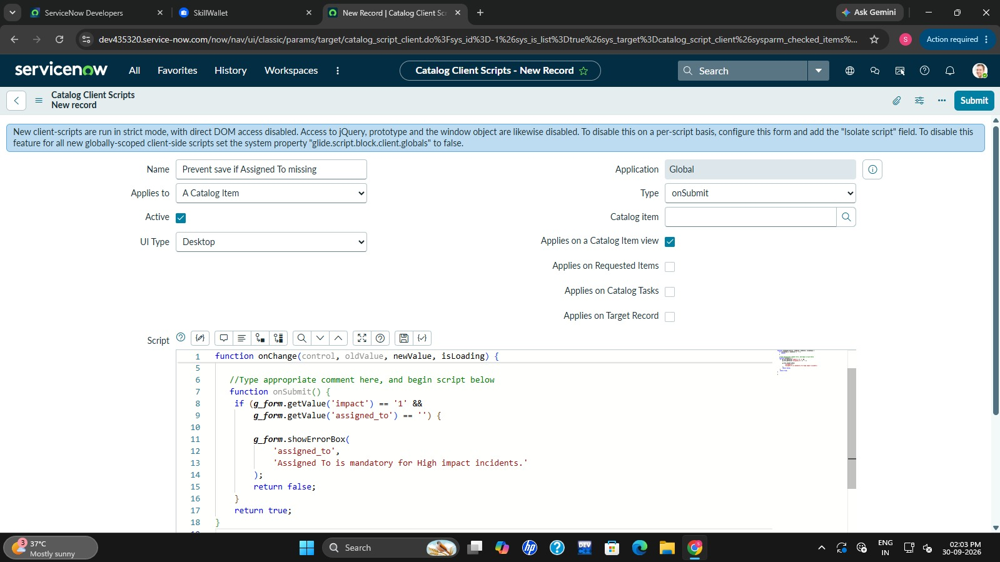 ServiceNow Developers
SkillWallet
New Record | Catalog Client Sc
Ask Gemini
dev435320.service-now.com/now/nav/ui/classic/params/target/catalog_script_client.do%3Fsys_id%3D-1%26sys_is_list%3Dtrue%26sys_target%3Dcatalog_script_client%26sysparm_checked_items%...
S
Action required
servicenow
All
Favorites
History
Workspaces
Catalog Client Scripts - New Record
Search
Catalog Client Scripts
New record
Submit
New client-scripts are run in strict mode, with direct DOM access disabled. Access to jQuery, prototype and the window object are likewise disabled. To disable this on a per-script basis, configure this form and add the "Isolate script" field. To disable this
feature for all new globally-scoped client-side scripts set the system property "glide.script.block.client.globals" to false.
Name
Prevent save if Assigned To missing
Application
Global
Applies to
A Catalog Item
Type
onSubmit
Active
Catalog item
UI Type
Desktop
Applies on a Catalog Item view
Applies on Requested Items
Applies on Catalog Tasks
Applies on Target Record
Script
1 function onChange(control, oldValue, newValue, isLoading) {
5
6 //Type appropriate comment here, and begin script below
7 function onSubmit() {
8 if (g_form.getValue('impact') == '1' &&
9 g_form.getValue('assigned_to') == '') {
10
11 g_form.showErrorBox(
12 'assigned_to',
13 'Assigned To is mandatory for High impact incidents.'
14 );
15 return false;
16 }
17 return true;
18 }
3
37°C
Mostly sunny
Search
hp
DEV
ENG
IN
02:03 PM
30-09-2026